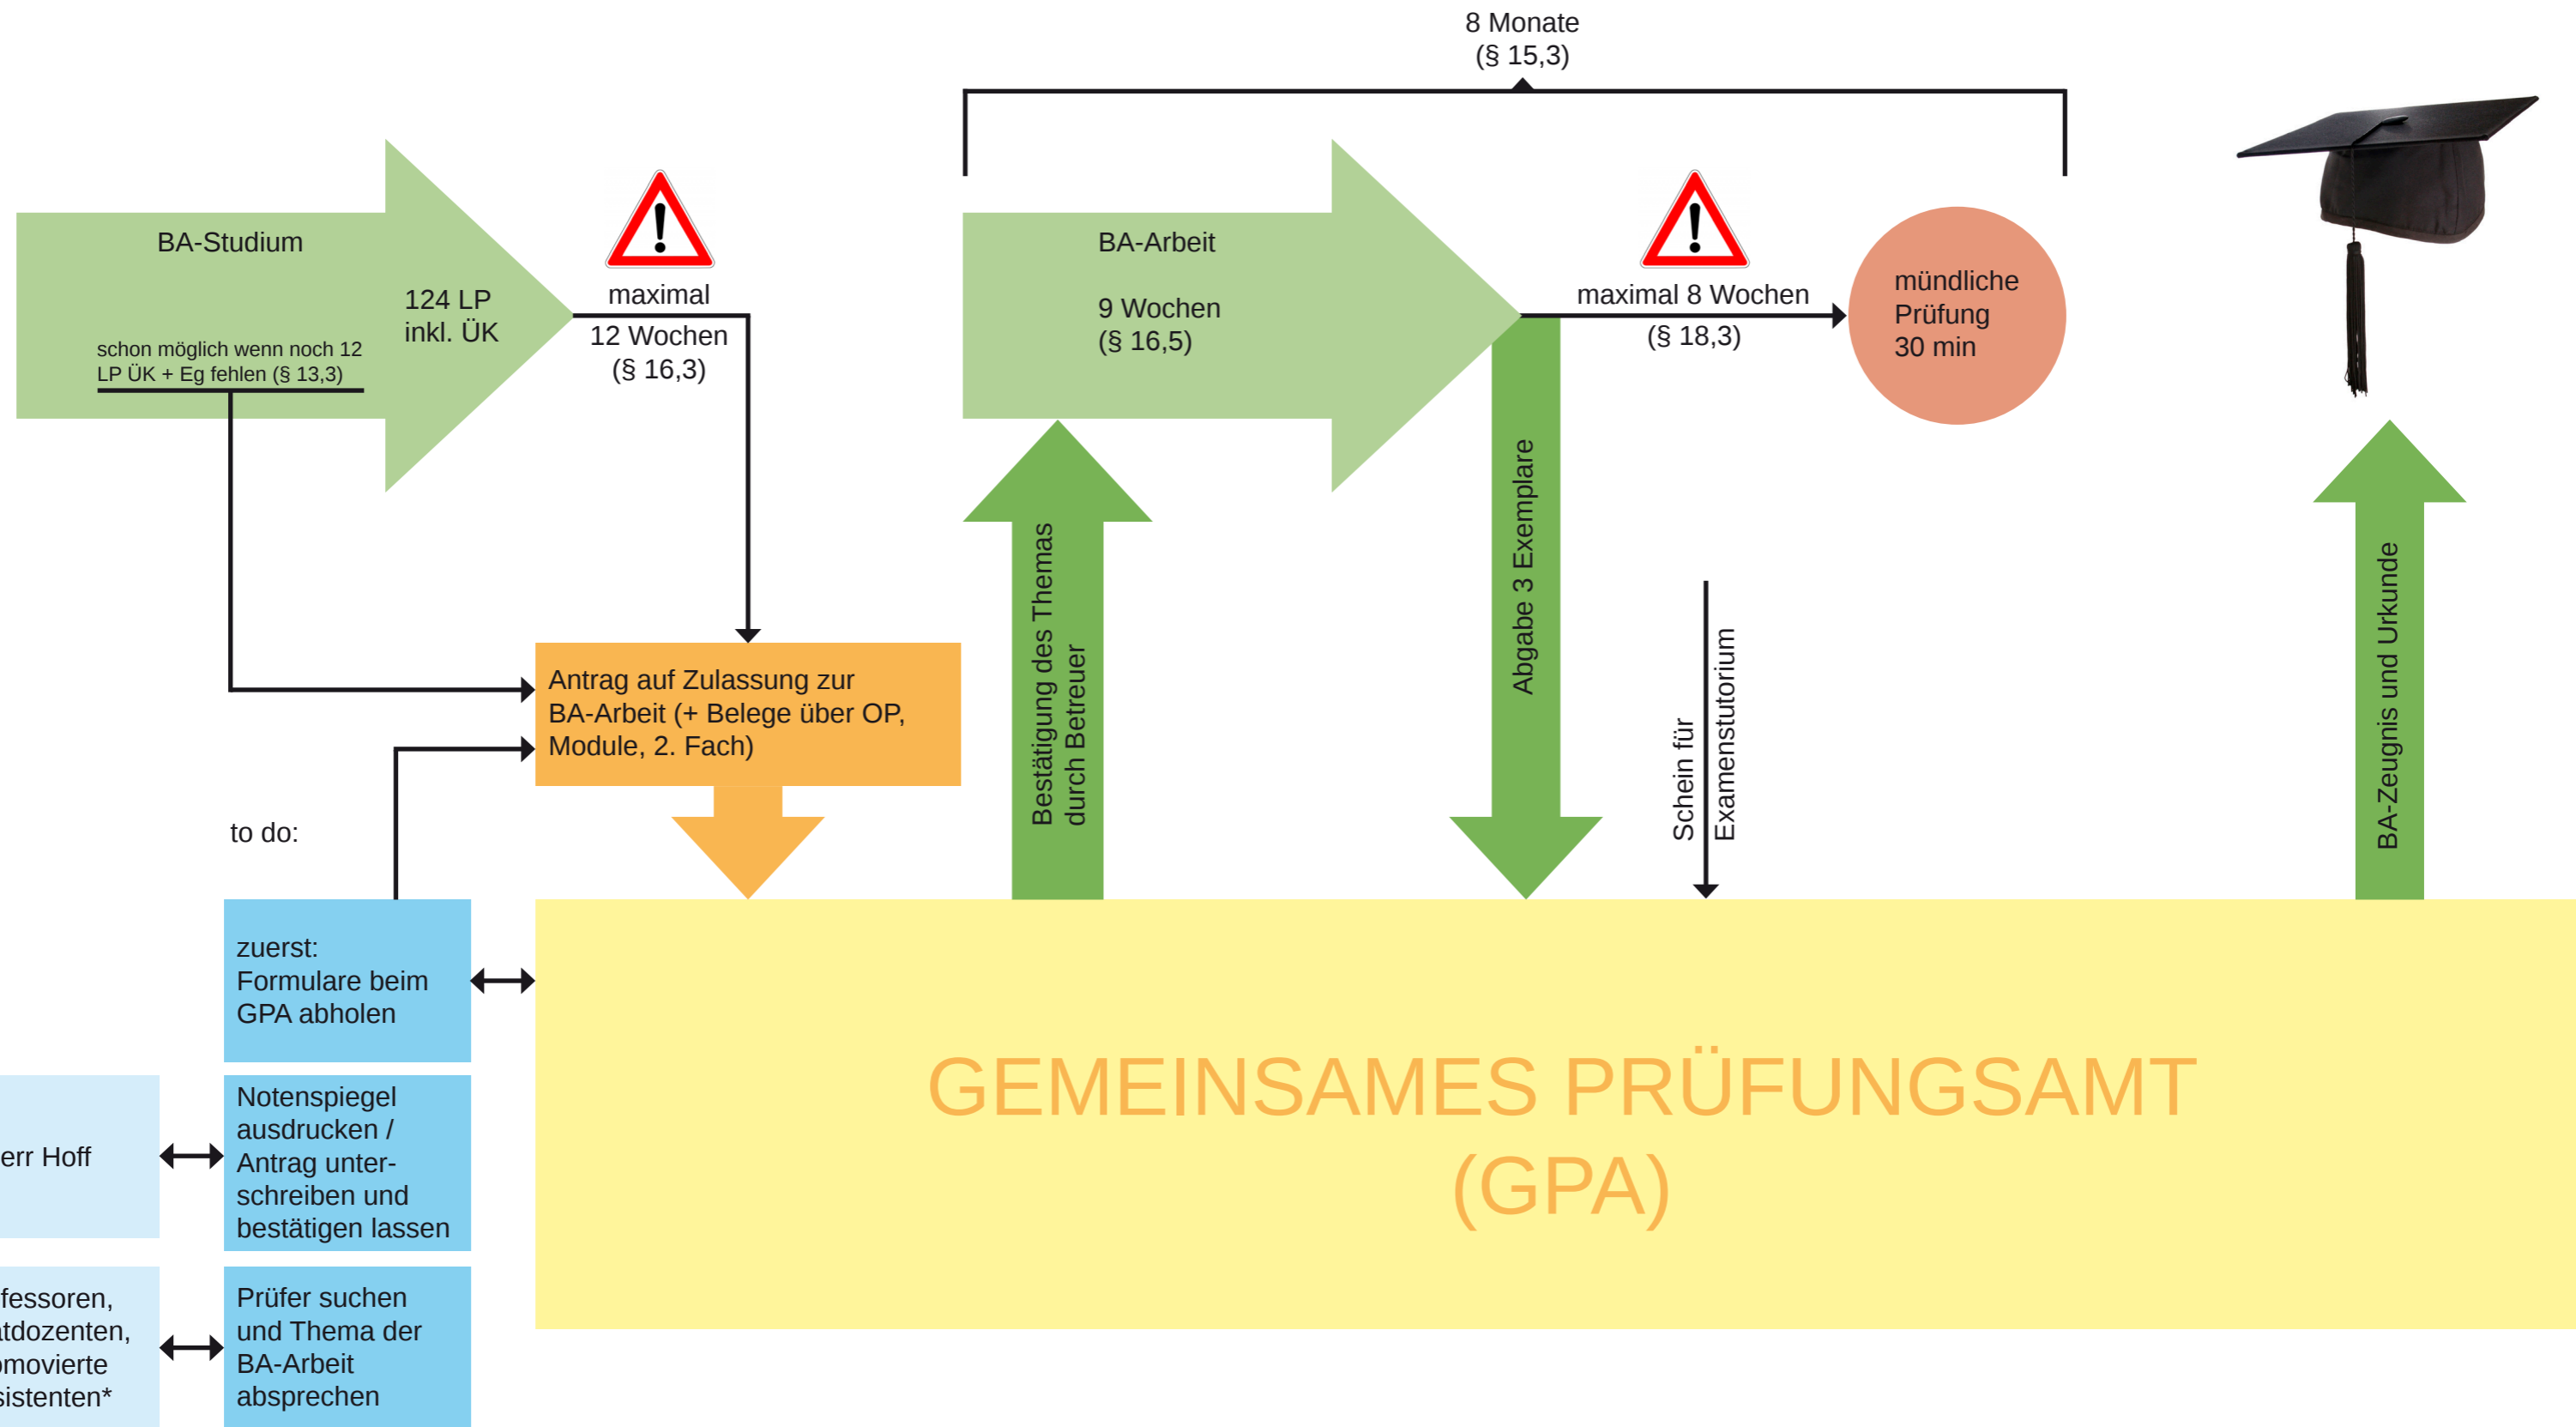 8 Monate
(§ 15,3)
BA-Studium
124 LP
inkl. ÜK
schon möglich wenn noch 12
LP ÜK + Eg fehlen (§ 13,3)
maximal
12 Wochen
(§ 16,3)
BA-Arbeit
9 Wochen
(§ 16,5)
maximal 8 Wochen
(§ 18,3)
mündliche
Prüfung
30 min
Antrag auf Zulassung zur
BA-Arbeit (+ Belege über OP,
Module, 2. Fach)
Bestätigung des Themas
durch Betreuer
Abgabe 3 Exemplare
Schein für
Examenstutorium
BA-Zeugnis und Urkunde
to do:
zuerst:
Formulare beim
GPA abholen
GEMEINSAMES PRÜFUNGSAMT
(GPA)
err Hoff
Notenspiegel
ausdrucken /
Antrag unter-
schreiben und
bestätigen lassen
fessoren,
atdozenten,
omovierte
sistenten*
Prüfer suchen
und Thema der
BA-Arbeit
absprechen